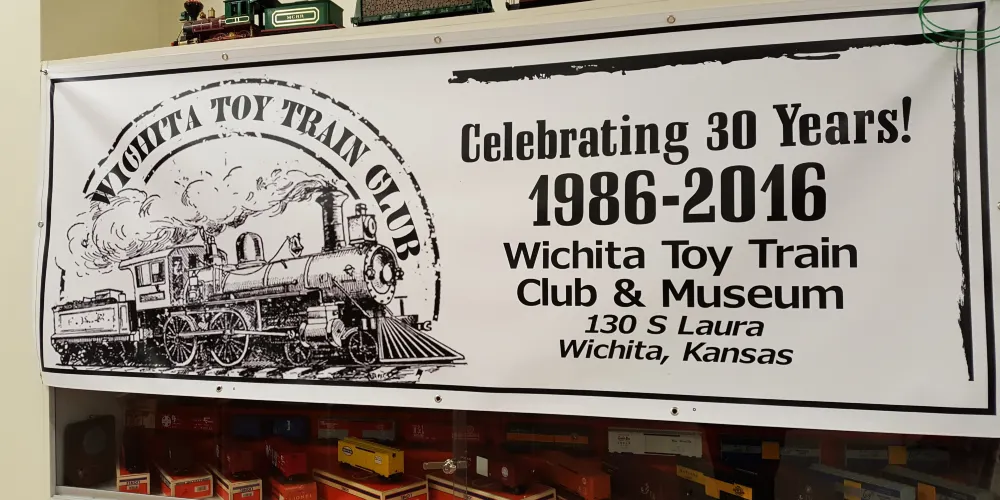 WICHITA TOY TRAIN CLUB
Celebrating 30 Years!
1986-2016
Wichita Toy Train
Club & Museum
130 S Laura
Wichita, Kansas